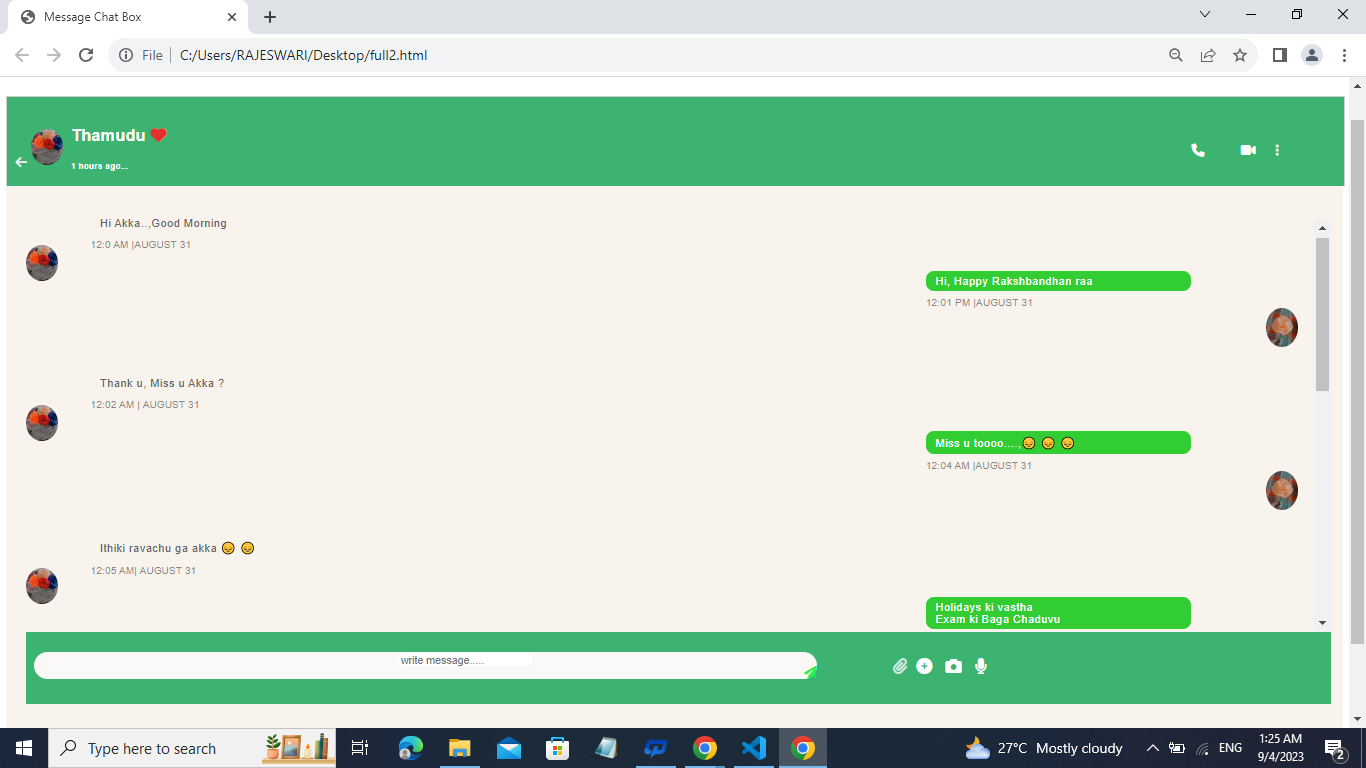 Message Chat Box
File
C:/Users/RAJESWARI/Desktop/full2.html
Thamudu ❤
1 hours ago...
Hi Akka..,Good Morning
12:0 AM |AUGUST 31
Hi, Happy Rakshbandhan raa
12:01 PM |AUGUST 31
Thank u, Miss u Akka ?
12:02 AM | AUGUST 31
Miss u toooo....,😞 😞 😞
12:04 AM |AUGUST 31
Ithiki ravachu ga akka 😞 😞
12:05 AM| AUGUST 31
Holidays ki vastha
Exam ki Baga Chaduvu
write message.....
Type here to search
27°C Mostly cloudy
ENG
1:25 AM
9/4/2023
2